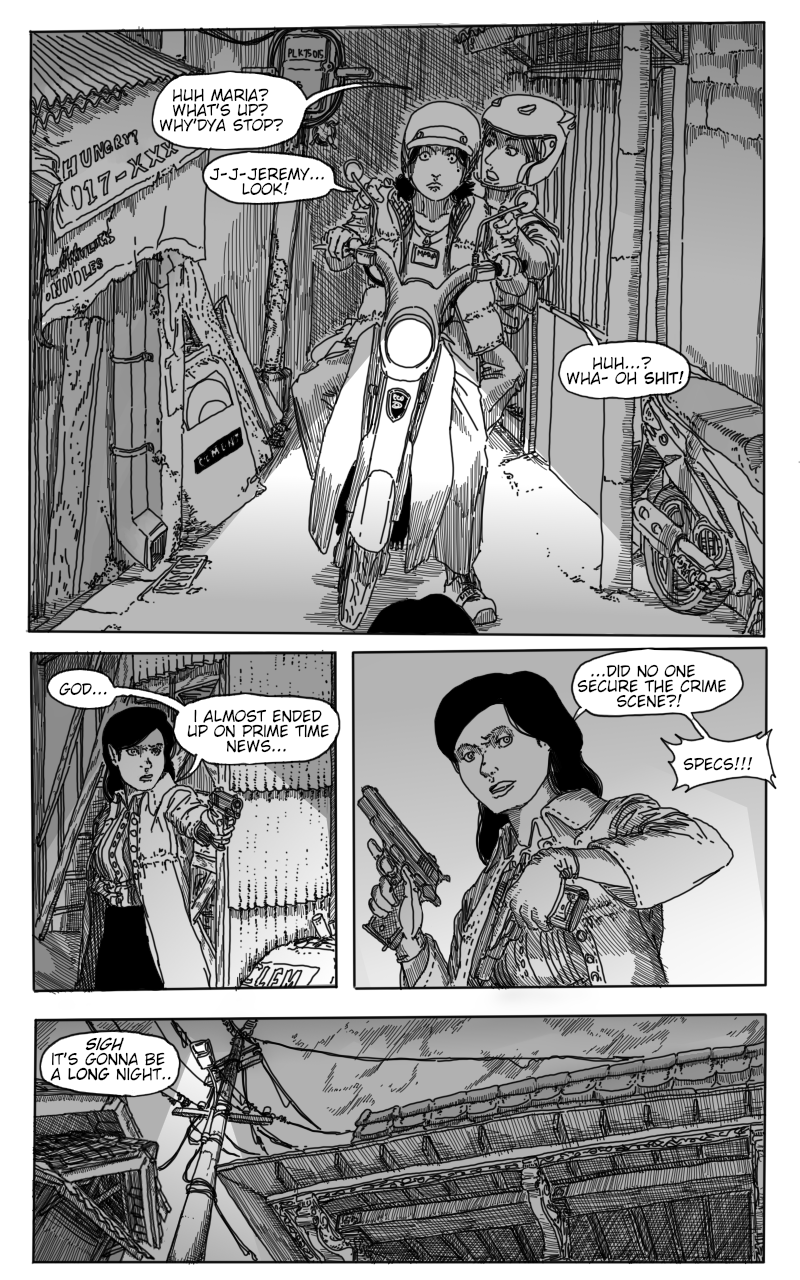 PLK75015
HUH MARIA?
WHAT'S UP?
WHY'DYA STOP?
J-J-JEREMY...
LOOK!
HUNGRY?
017-XXX
NOODLES
CEMENT
HUH...?
WHA- OH SHIT!
GOD...
I ALMOST ENDED
UP ON PRIME TIME
NEWS...
...DID NO ONE
SECURE THE CRIME
SCENE?!
SPECS!!!
SIGH
IT'S GONNA BE
A LONG NIGHT..